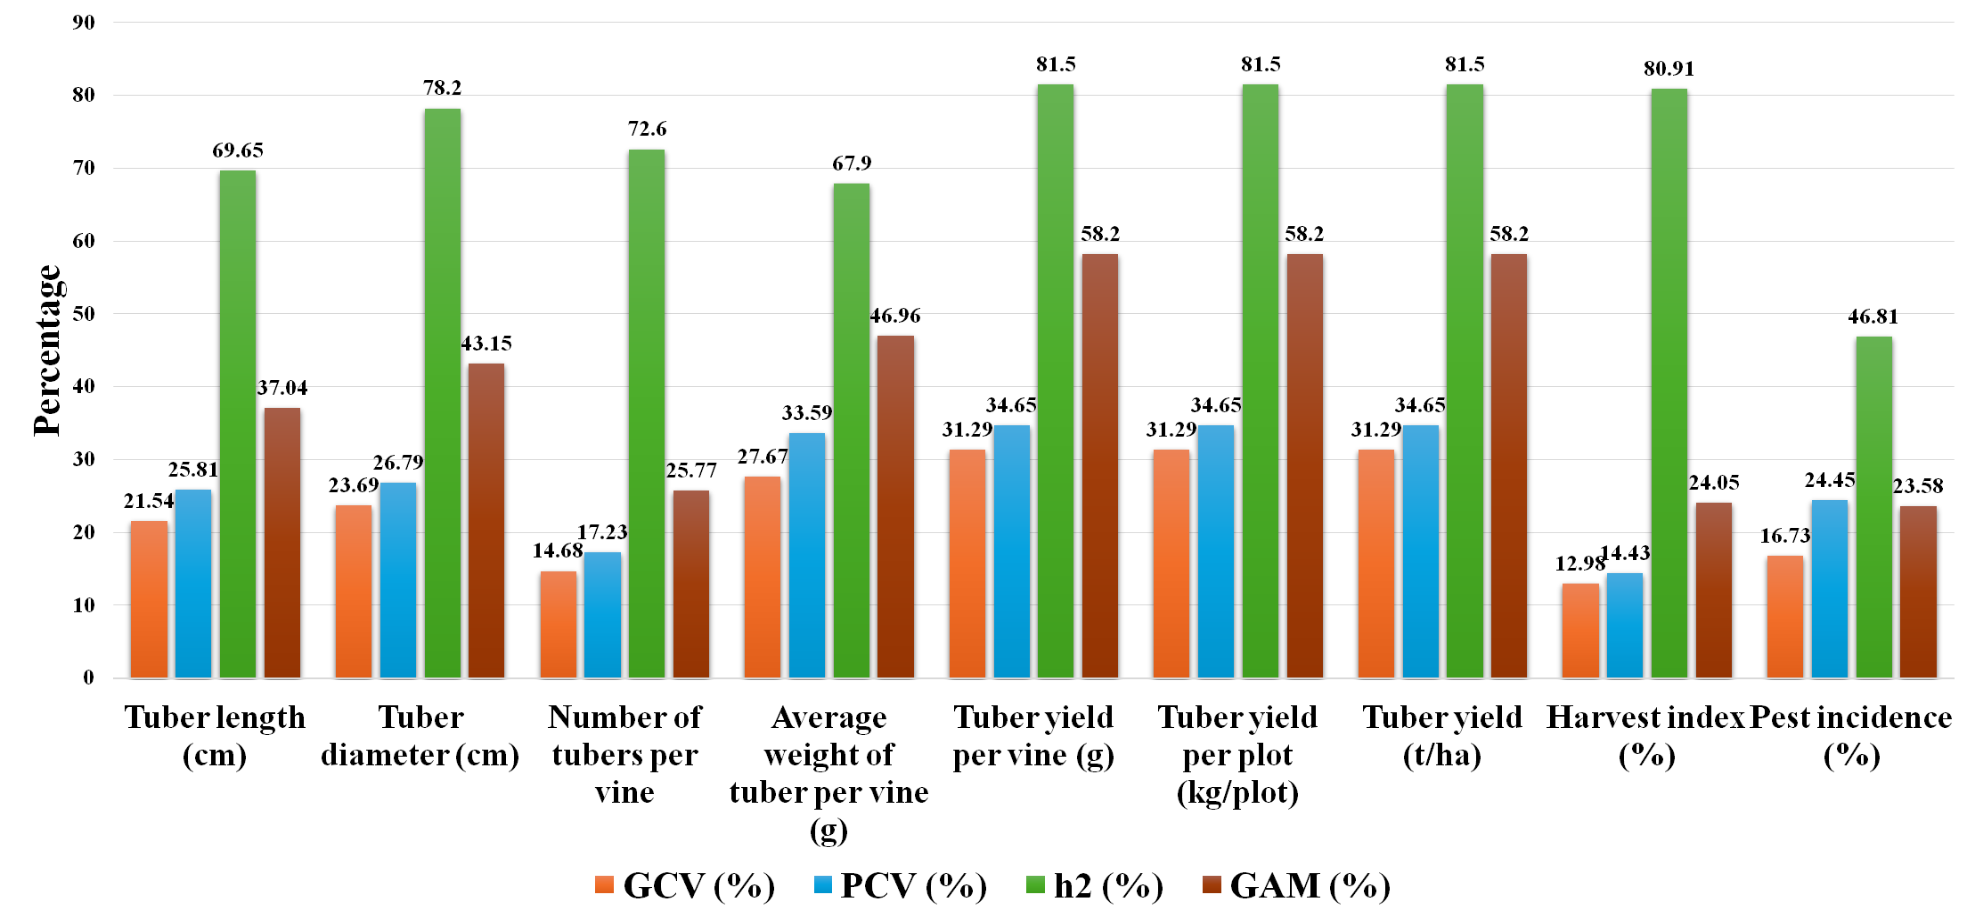 Percentage
90
80
70
60
50
40
30
20
10
0
21.54 25.81 69.65 37.04
23.69 26.79 78.2 43.15
14.68 17.23 72.6 25.77
27.67 33.59 67.9 46.96
31.29 34.65 81.5 58.2
31.29 34.65 81.5 58.2
31.29 34.65 81.5 58.2
12.98 14.43 80.91 24.05
16.73 24.45 46.81 23.58
Tuber length
(cm)
Tuber
diameter (cm)
Number of
tubers per
vine
Average
weight of
tuber per vine
(g)
Tuber yield
per vine (g)
Tuber yield
per plot
(kg/plot)
Tuber yield
(t/ha)
Harvest index
(%)
Pest incidence
(%)
GCV (%) PCV (%) h2 (%) GAM (%)